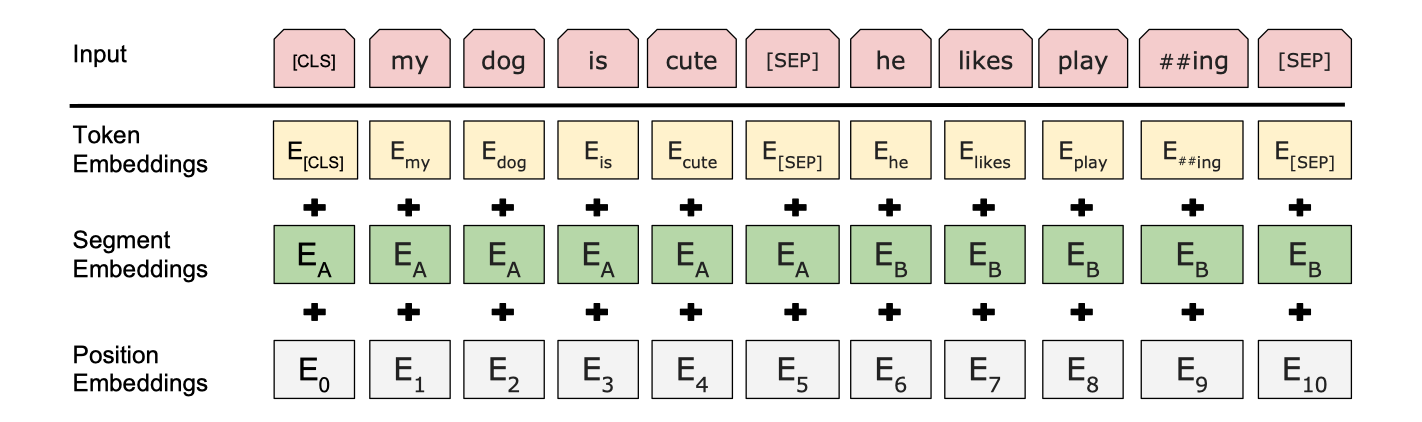 Input [CLS] my dog is cute [SEP] he likes play ##ing [SEP]
Token
Embeddings
E[CLS] Emy Edog Eis Ecute E[SEP] Ehe Elikes Eplay E##ing E[SEP]
+ + + + + + + + + + +
Segment
Embeddings
EA EA EA EA EA EA EB EB EB EB EB
+ + + + + + + + + + +
Position
Embeddings
E0 E1 E2 E3 E4 E5 E6 E7 E8 E9 E10